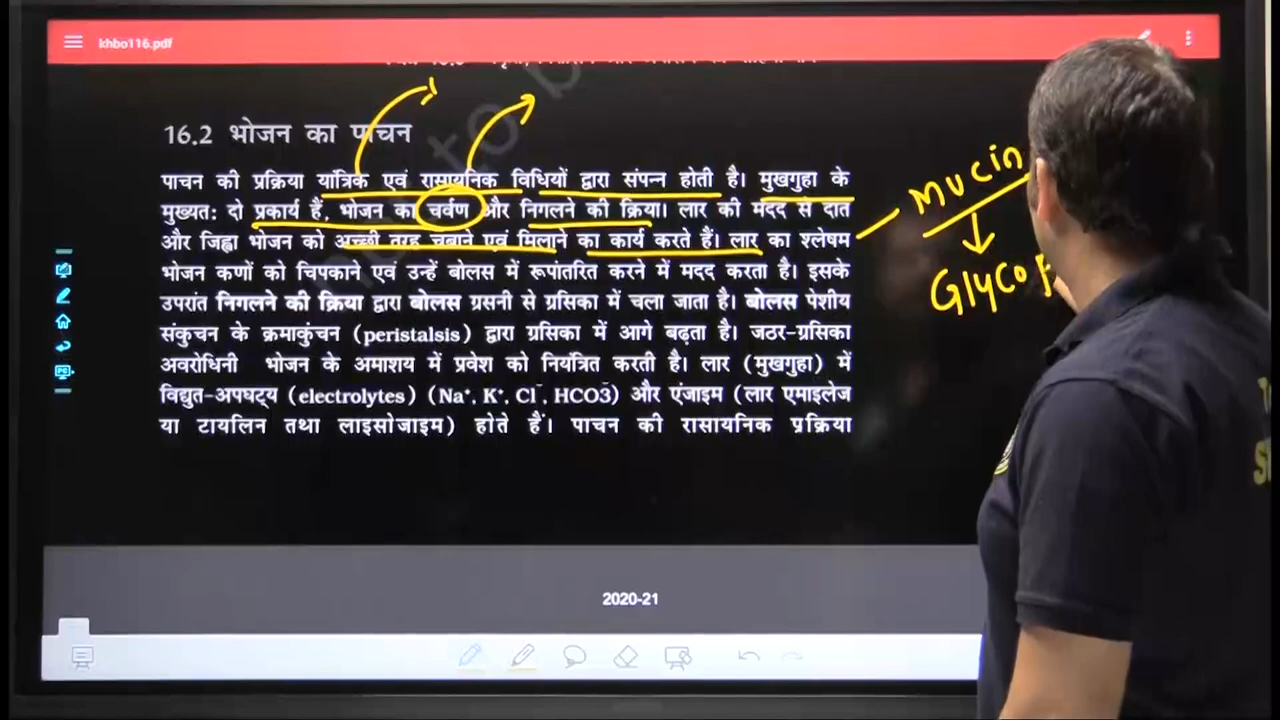 khbo116.pdf
16.2 भोजन का पाचन
पाचन की प्रक्रिया यांत्रिक एवं रासायनिक विधियों द्वारा संपन्न होती है। मुखगुहा के
मुख्यत: दो प्रकार्य हैं, भोजन का चर्वण और निगलने की क्रिया। लार की मदद से दांत
और जिह्वा भोजन को अच्छी तरह चबाने एवं मिलाने का कार्य करते हैं। लार का श्लेषम
भोजन कणों को चिपकाने एवं उन्हें बोलस में रूपांतरित करने में मदद करता है। इसके
उपरांत निगलने की क्रिया द्वारा बोलस ग्रसनी से ग्रसिका में चला जाता है। बोलस पेशीय
संकुचन के क्रमाकुंचन (peristalsis) द्वारा ग्रसिका में आगे बढ़ता है। जठर-ग्रसिका
अवरोधिनी भोजन के अमाशय में प्रवेश को नियंत्रित करती है। लार (मुखगुहा) में
विद्युत-अपघट्य (electrolytes) (Na⁺, K⁺, Cl⁻, HCO3⁻) और एंजाइम (लार एमाइलेज
या टायलिन तथा लाइसोजाइम) होते हैं। पाचन की रासायनिक प्रक्रिया
Mucin
Glyco
2020-21